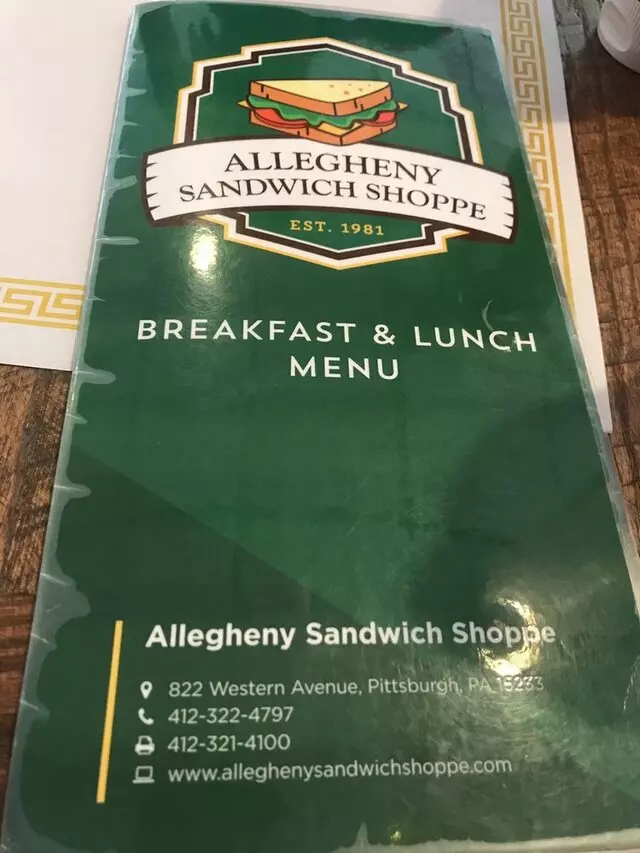 ALLEGHENY
SANDWICH SHOPPE
EST. 1981
BREAKFAST & LUNCH
MENU
Allegheny Sandwich Shoppe
822 Western Avenue, Pittsburgh, PA 15233
412-322-4797
412-321-4100
www.alleghenysandwichshoppe.com